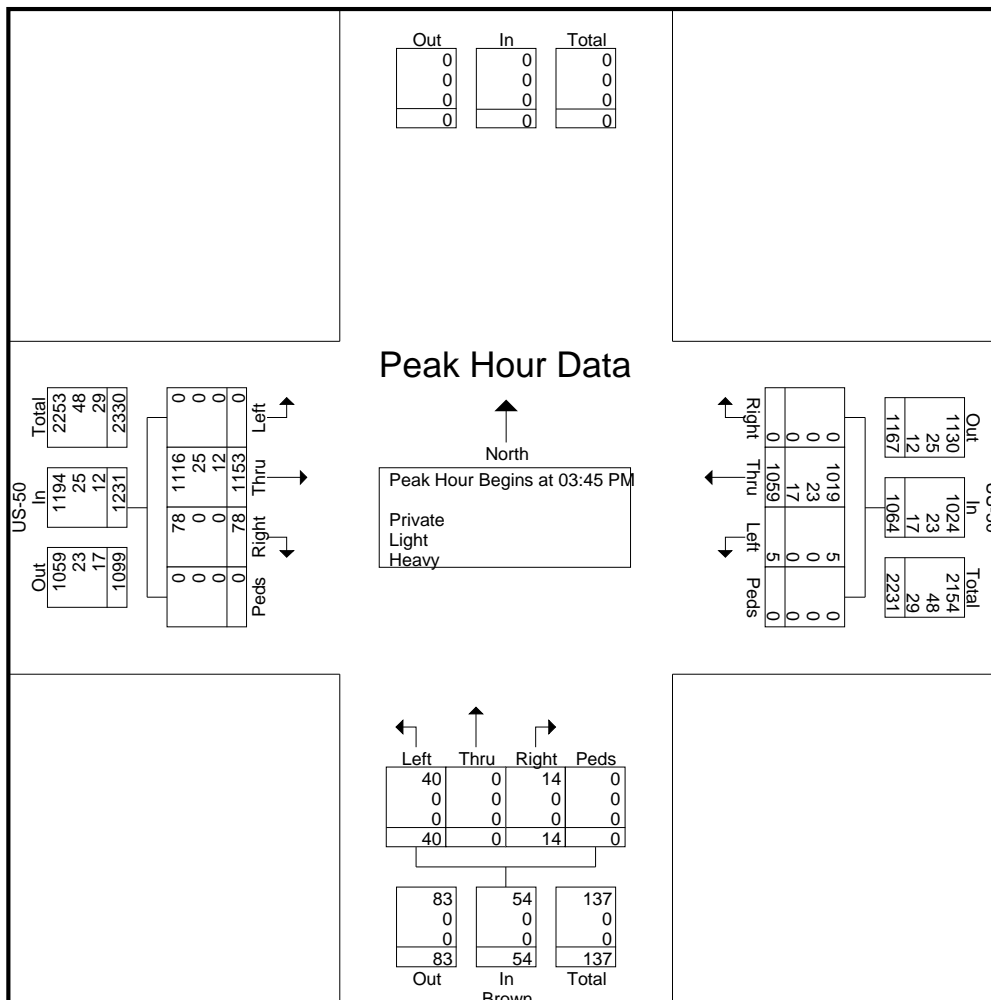 Out In Total
0 0 0
0 0 0
0 0 0
0 0 0
Peak Hour Data
North
Peak Hour Begins at 03:45 PM
Private
Light
Heavy
US-50
Total In Out
2253 1194 1059
48 25 23
29 12 17
2330 1231 1099
0 1116 78 0
0 25 0 0
0 12 0 0
0 1153 78 0
Left Thru Right Peds
Right Thru Left Peds
0 1019 5 0
0 23 0 0
0 17 0 0
0 1059 5 0
Out In Total
1130 1024 2154
25 23 48
12 17 29
1167 1064 2231
US-50
Left Thru Right Peds
40 0 14 0
0 0 0 0
0 0 0 0
40 0 14 0
83 54 137
0 0 0
0 0 0
83 54 137
Out In Total
Brown